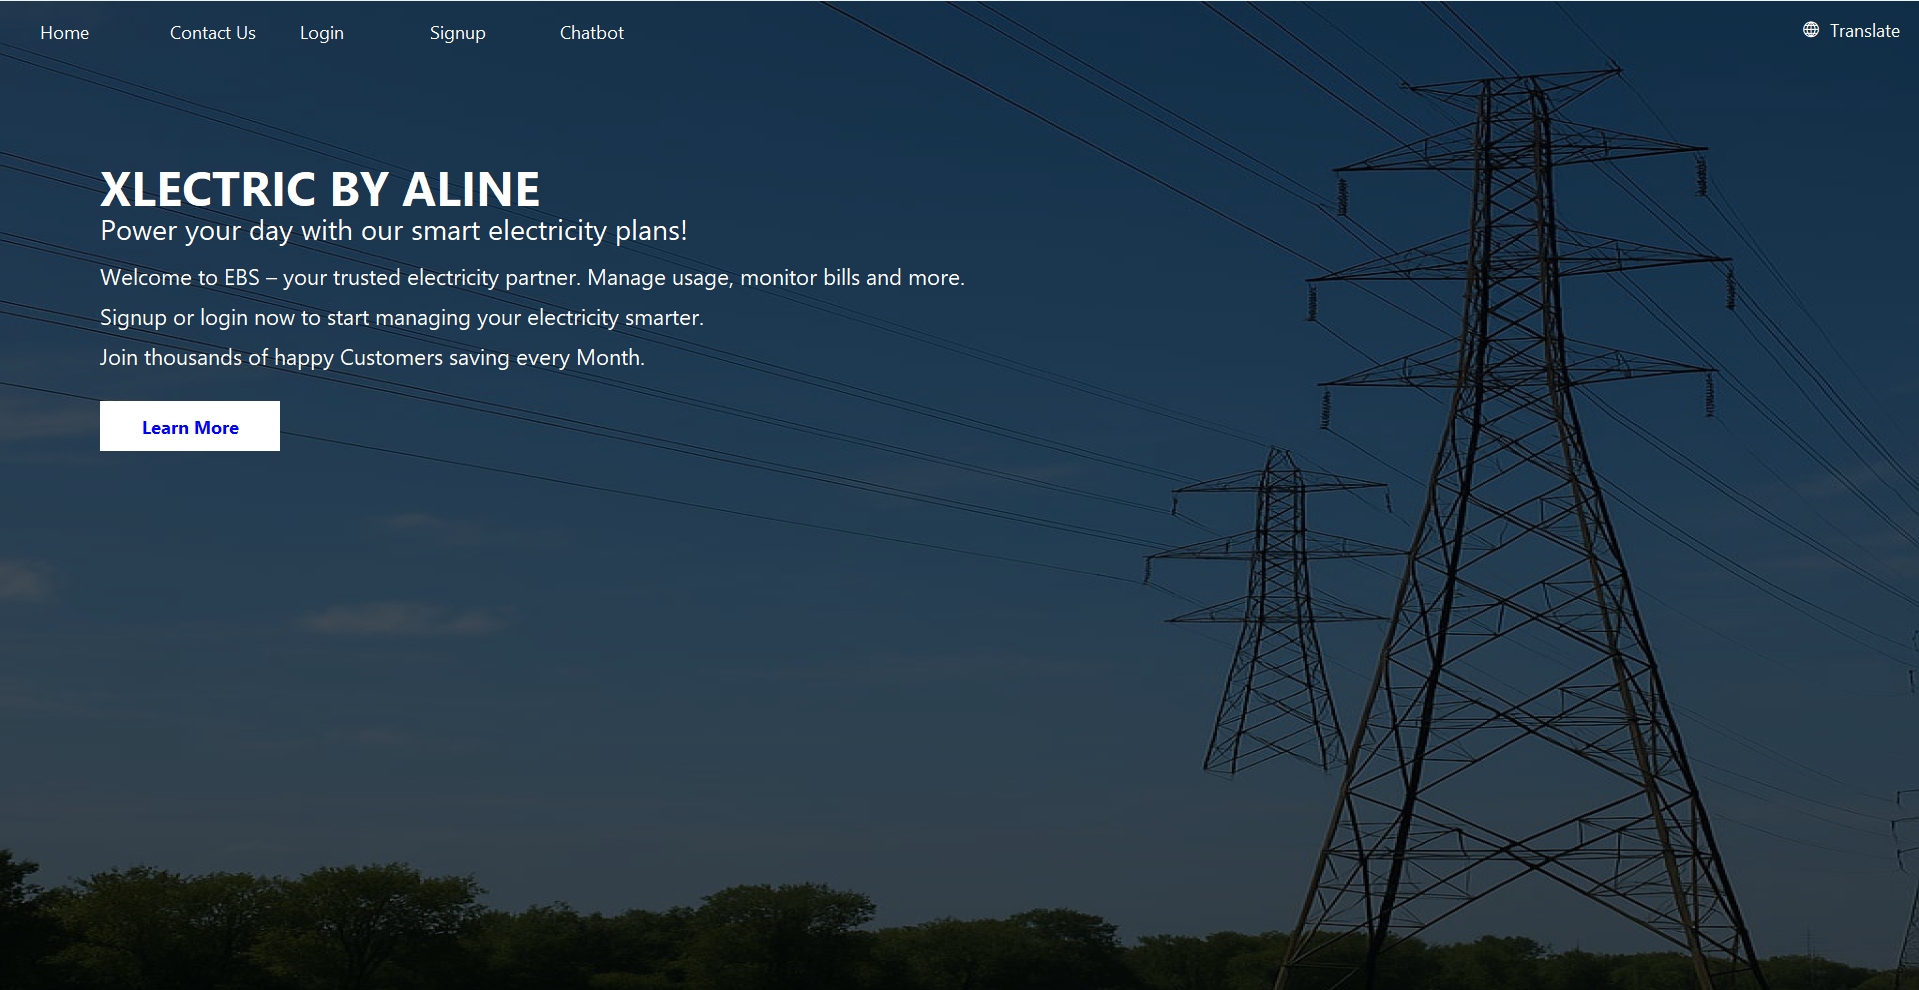 Home Contact Us Login Signup Chatbot Translate
XLECTRIC BY ALINE
Power your day with our smart electricity plans!
Welcome to EBS – your trusted electricity partner. Manage usage, monitor bills and more.
Signup or login now to start managing your electricity smarter.
Join thousands of happy Customers saving every Month.
Learn More